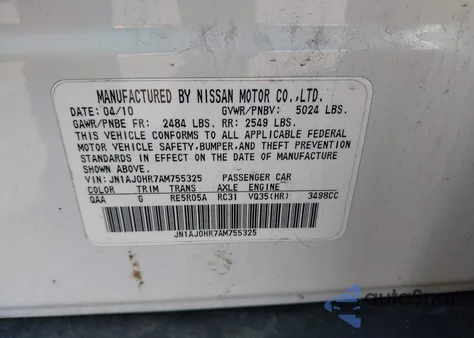 MANUFACTURED BY NISSAN MOTOR CO.,LTD.
DATE: 04/10 GVWR/PNBV: 5024 LBS.
GAWR/PNBE FR: 2484 LBS. RR: 2549 LBS.
THIS VEHICLE CONFORMS TO ALL APPLICABLE FEDERAL
MOTOR VEHICLE SAFETY,BUMPER,AND THEFT PREVENTION
STANDARDS IN EFFECT ON THE DATE OF MANUFACTURE
SHOWN ABOVE.
VIN: JN1AJ0HR7AM755325 PASSENGER CAR
COLOR TRIM TRANS AXLE ENGINE
QAA G RE5R05A RC31 VQ35(HR) 3498CC
JN1AJ0HR7AM755325